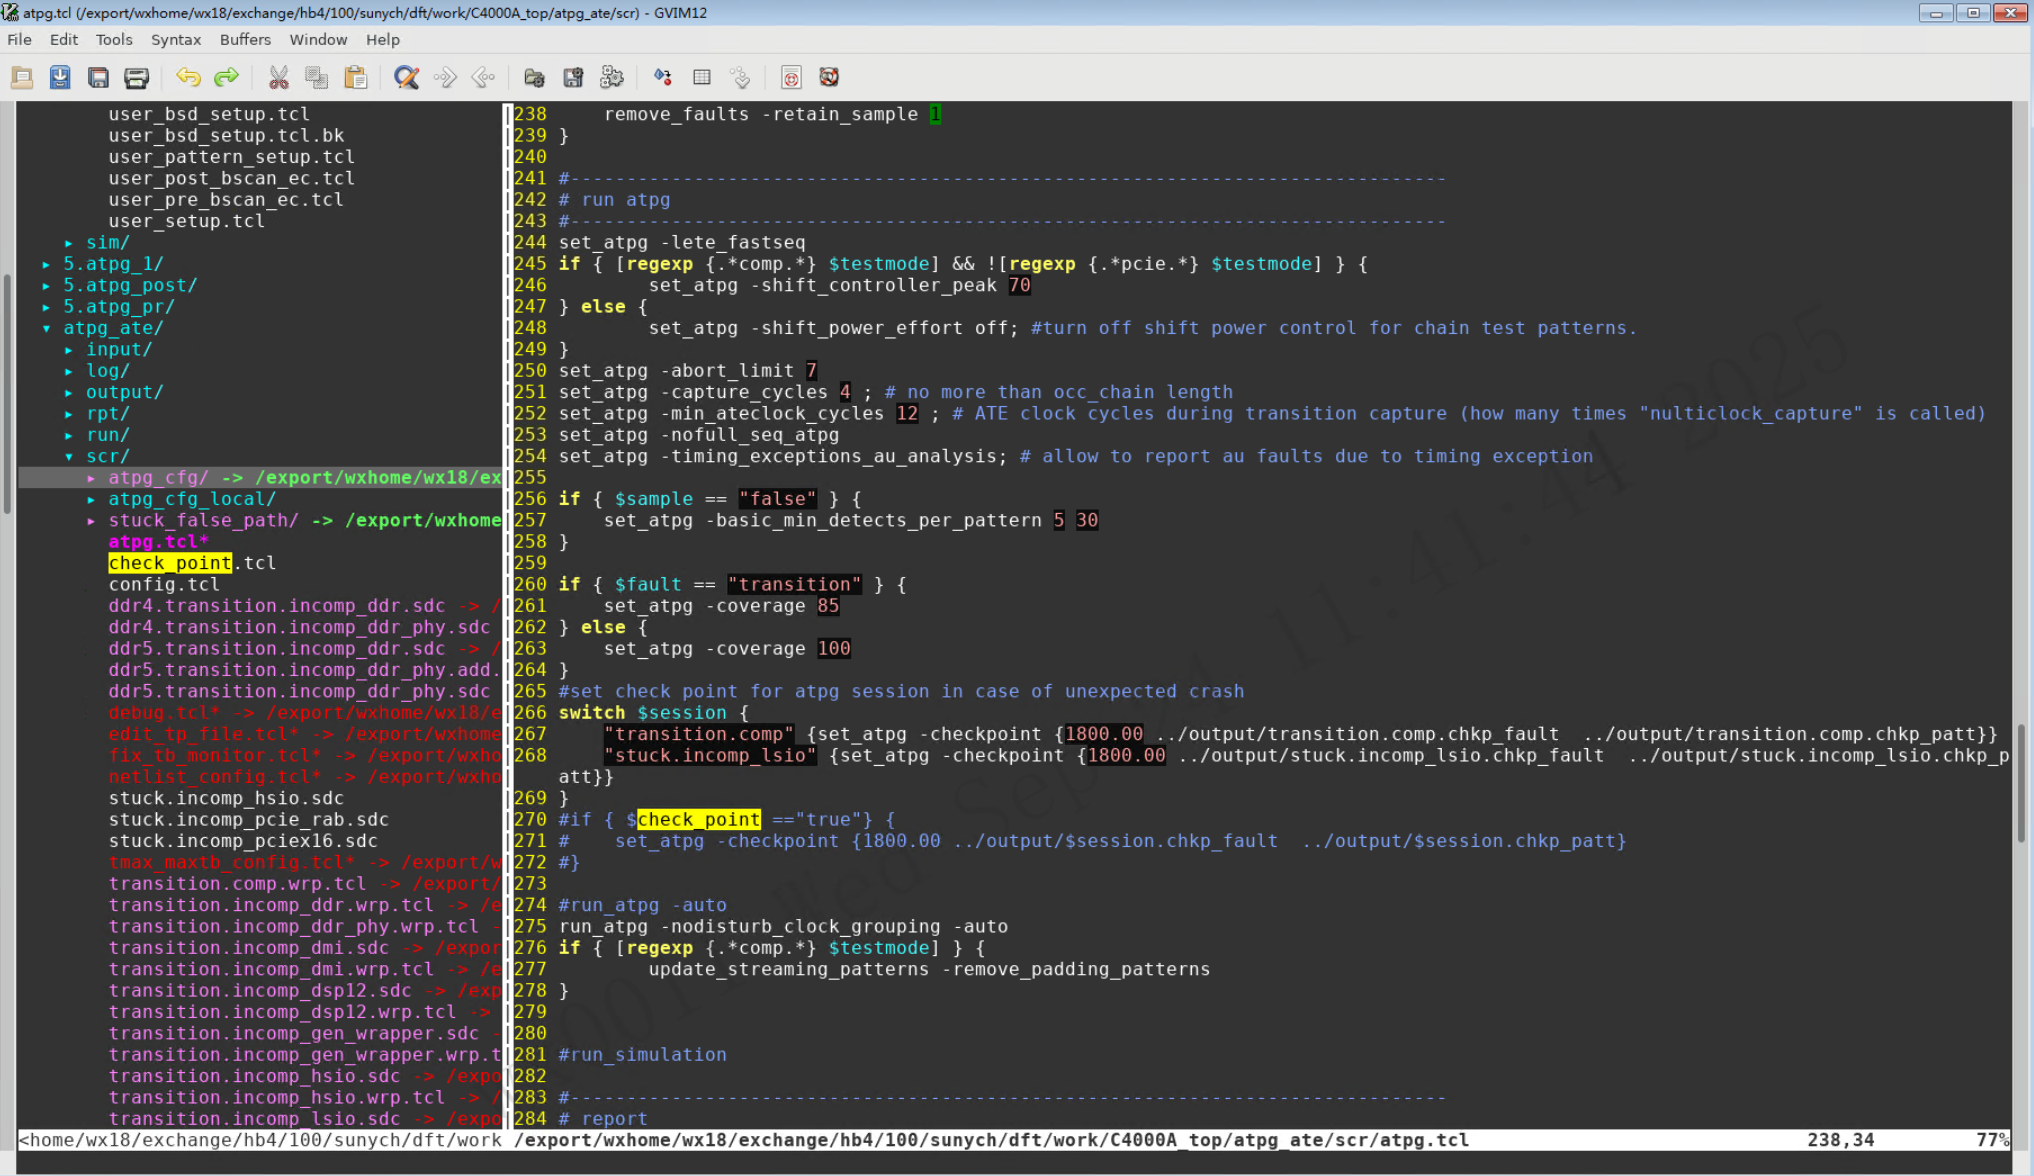 atpg.tcl (/export/wxhome/wx18/exchange/hb4/100/sunych/dft/work/C4000A_top/atpg_ate/scr) - GVIM12
File Edit Tools Syntax Buffers Window Help
user_bsd_setup.tcl
user_bsd_setup.tcl.bk
user_pattern_setup.tcl
user_post_bscan_ec.tcl
user_pre_bscan_ec.tcl
user_setup.tcl
▸ sim/
▸ 5.atpg_1/
▸ 5.atpg_post/
▸ 5.atpg_pr/
▾ atpg_ate/
▸ input/
▸ log/
▸ output/
▸ rpt/
▸ run/
▾ scr/
▸ atpg_cfg/ -> /export/wxhome/wx18/ex
▸ atpg_cfg_local/
▸ stuck_false_path/ -> /export/wxhome
atpg.tcl*
check_point.tcl
config.tcl
ddr4.transition.incomp_ddr.sdc -> /
ddr4.transition.incomp_ddr_phy.sdc
ddr5.transition.incomp_ddr.sdc -> /
ddr5.transition.incomp_ddr_phy.add.
ddr5.transition.incomp_ddr_phy.sdc
debug.tcl* -> /export/wxhome/wx18/e
edit_tp_file.tcl* -> /export/wxhome
fix_tb_monitor.tcl* -> /export/wxho
netlist_config.tcl* -> /export/wxho
stuck.incomp_hsio.sdc
stuck.incomp_pcie_rab.sdc
stuck.incomp_pciex16.sdc
tmax_maxtb_config.tcl* -> /export/w
transition.comp.wrp.tcl -> /export/
transition.incomp_ddr.wrp.tcl -> /e
transition.incomp_ddr_phy.wrp.tcl -
transition.incomp_dmi.sdc -> /expor
transition.incomp_dmi.wrp.tcl -> /e
transition.incomp_dsp12.sdc -> /exp
transition.incomp_dsp12.wrp.tcl ->
transition.incomp_gen_wrapper.sdc -
transition.incomp_gen_wrapper.wrp.t
transition.incomp_hsio.sdc -> /expo
transition.incomp_hsio.wrp.tcl -> /
transition.incomp_lsio.sdc -> /expo
238     remove_faults -retain_sample 1
239 }
240
241 #------------------------------------------------------------------------------
242 # run atpg
243 #------------------------------------------------------------------------------
244 set_atpg -lete_fastseq
245 if { [regexp {.*comp.*} $testmode] && ![regexp {.*pcie.*} $testmode] } {
246         set_atpg -shift_controller_peak 70
247 } else {
248         set_atpg -shift_power_effort off; #turn off shift power control for chain test patterns.
249 }
250 set_atpg -abort_limit 7
251 set_atpg -capture_cycles 4 ; # no more than occ_chain length
252 set_atpg -min_ateclock_cycles 12 ; # ATE clock cycles during transition capture (how many times "nulticlock_capture" is called)
253 set_atpg -nofull_seq_atpg
254 set_atpg -timing_exceptions_au_analysis; # allow to report au faults due to timing exception
255
256 if { $sample == "false" } {
257     set_atpg -basic_min_detects_per_pattern 5 30
258 }
259
260 if { $fault == "transition" } {
261     set_atpg -coverage 85
262 } else {
263     set_atpg -coverage 100
264 }
265 #set check point for atpg session in case of unexpected crash
266 switch $session {
267     "transition.comp" {set_atpg -checkpoint {1800.00 ../output/transition.comp.chkp_fault  ../output/transition.comp.chkp_patt}}
268     "stuck.incomp_lsio" {set_atpg -checkpoint {1800.00 ../output/stuck.incomp_lsio.chkp_fault  ../output/stuck.incomp_lsio.chkp_p
att}}
269 }
270 #if { $check_point =="true"} {
271 #    set_atpg -checkpoint {1800.00 ../output/$session.chkp_fault  ../output/$session.chkp_patt}
272 #}
273
274 #run_atpg -auto
275 run_atpg -nodisturb_clock_grouping -auto
276 if { [regexp {.*comp.*} $testmode] } {
277         update_streaming_patterns -remove_padding_patterns
278 }
279
280
281 #run_simulation
282
283 #------------------------------------------------------------------------------
284 # report
<home/wx18/exchange/hb4/100/sunych/dft/work /export/wxhome/wx18/exchange/hb4/100/sunych/dft/work/C4000A_top/atpg_ate/scr/atpg.tcl 238,34 77%